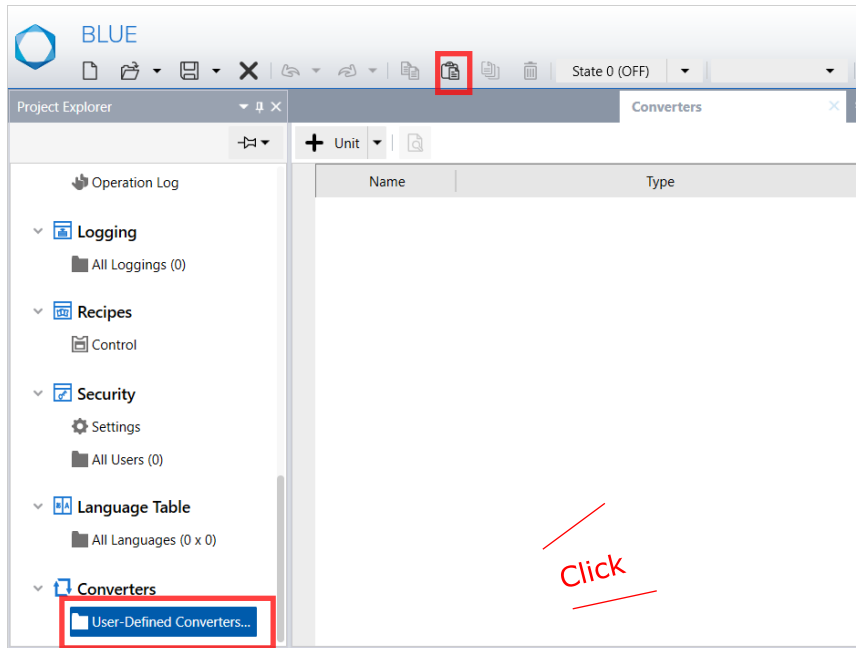 BLUE
State 0 (OFF)
Project Explorer
Converters
Unit
Name
Type
Operation Log
Logging
All Loggings (0)
Recipes
Control
Security
Settings
All Users (0)
Language Table
All Languages (0 x 0)
Converters
User-Defined Converters...
Click